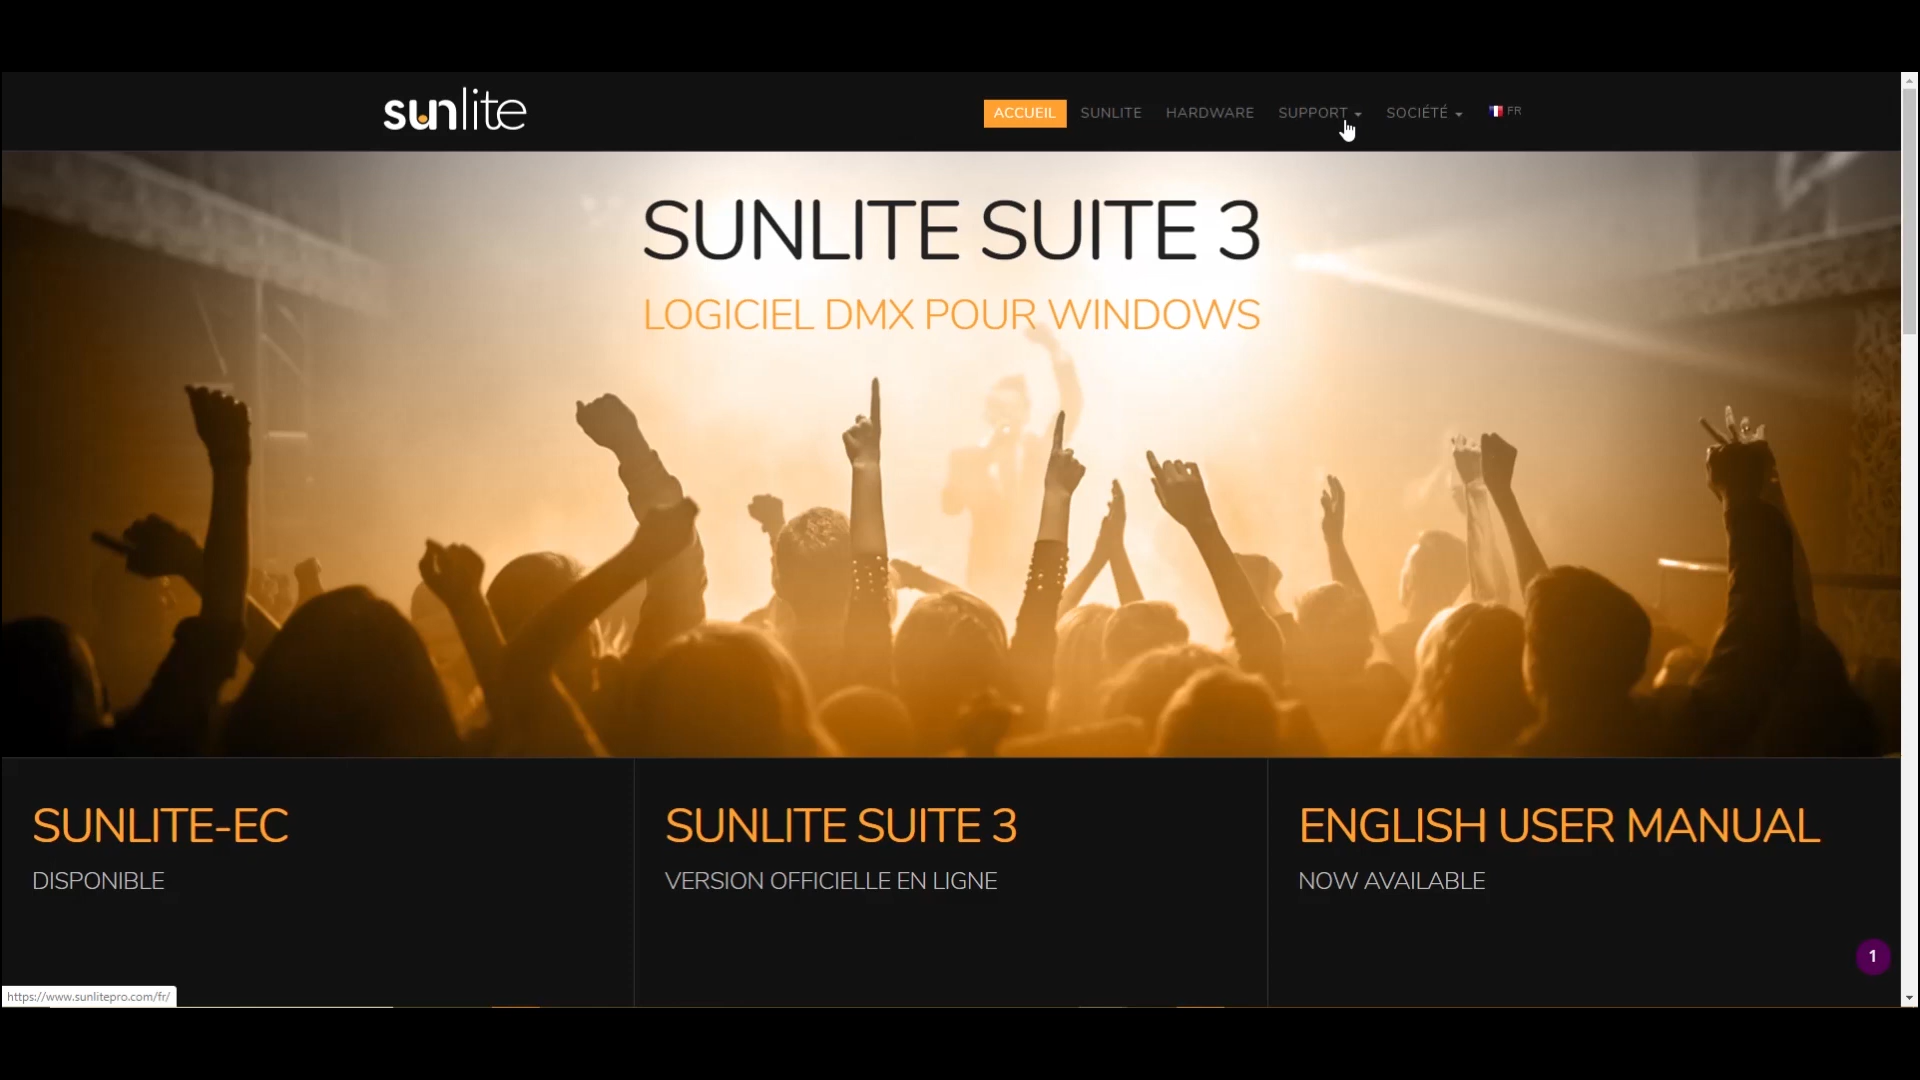 sunlite
ACCUEIL SUNLITE HARDWARE SUPPORT SOCIÉTÉ FR
SUNLITE SUITE 3
LOGICIEL DMX POUR WINDOWS
SUNLITE-EC
DISPONIBLE
SUNLITE SUITE 3
VERSION OFFICIELLE EN LIGNE
ENGLISH USER MANUAL
NOW AVAILABLE
1
https://www.sunlitepro.com/fr/